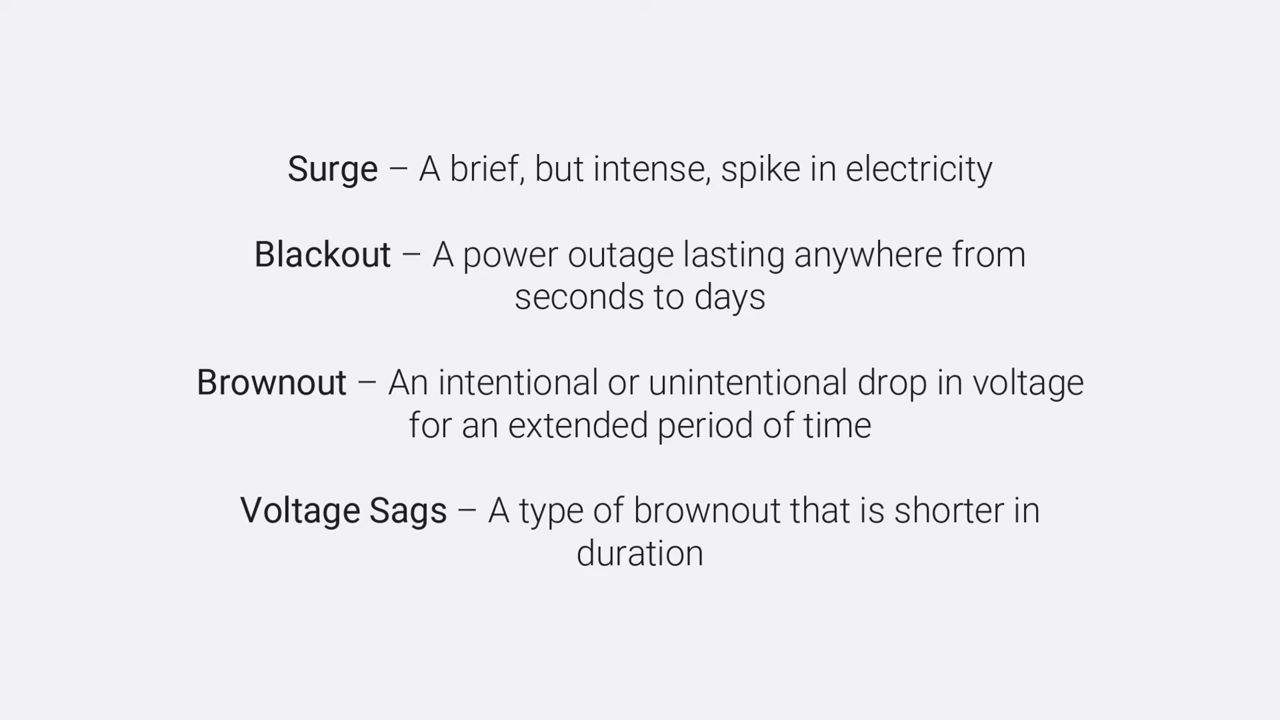 Surge – A brief, but intense, spike in electricity
Blackout – A power outage lasting anywhere from
seconds to days
Brownout – An intentional or unintentional drop in voltage
for an extended period of time
Voltage Sags – A type of brownout that is shorter in
duration